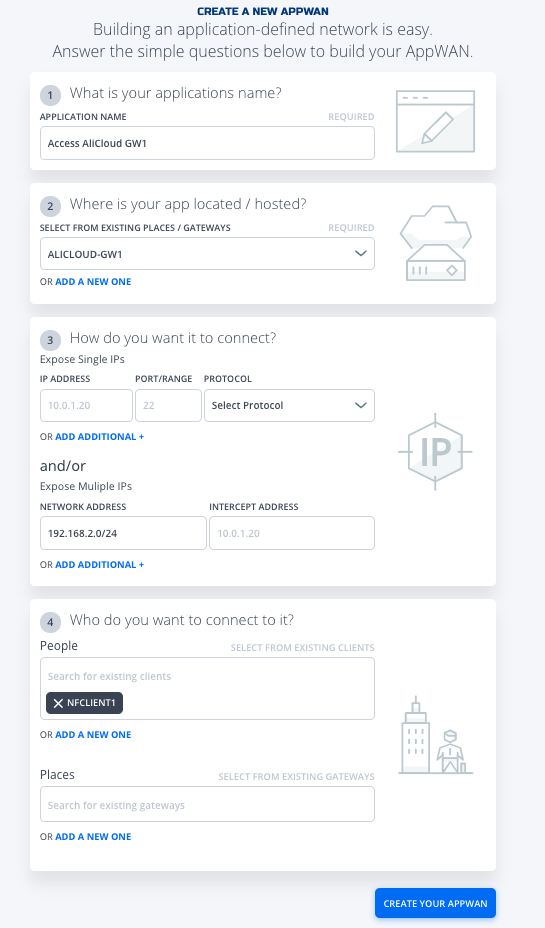 CREATE A NEW APPWAN
Building an application-defined network is easy.
Answer the simple questions below to build your AppWAN.
1 What is your applications name?
APPLICATION NAME REQUIRED
Access AliCloud GW1
2 Where is your app located / hosted?
SELECT FROM EXISTING PLACES / GATEWAYS REQUIRED
ALICLOUD-GW1
OR ADD A NEW ONE
3 How do you want it to connect?
Expose Single IPs
IP ADDRESS PORT/RANGE PROTOCOL
10.0.1.20 22 Select Protocol
OR ADD ADDITIONAL +
IP
and/or
Expose Muliple IPs
NETWORK ADDRESS INTERCEPT ADDRESS
192.168.2.0/24 10.0.1.20
OR ADD ADDITIONAL +
4 Who do you want to connect to it?
People SELECT FROM EXISTING CLIENTS
Search for existing clients
NFCLIENT1
OR ADD A NEW ONE
Places SELECT FROM EXISTING GATEWAYS
Search for existing gateways
OR ADD A NEW ONE
CREATE YOUR APPWAN